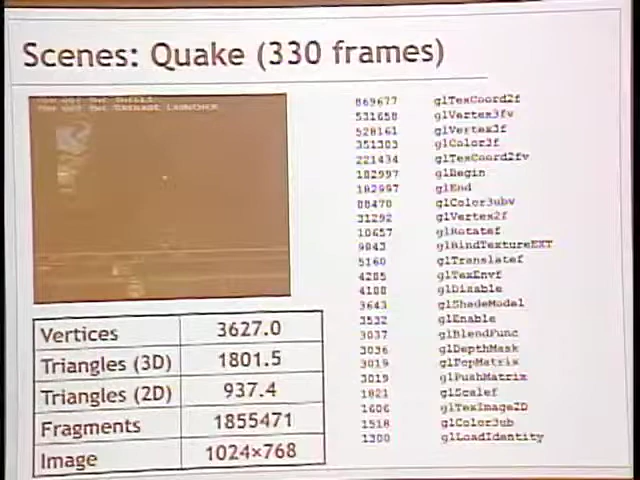 Scenes: Quake (330 frames)
869677 glTexCoord2f
531658 glVertex3fv
528161 glVertex3f
351303 glColor3f
221434 glTexCoord2fv
182997 glBegin
182997 glEnd
88470 glColor3ubv
31292 glVertex2f
10657 glRotatef
9843 glBindTextureEXT
5160 glTranslatef
4285 glTexEnvf
4188 glDisable
3643 glShadeModel
3532 glEnable
3037 glBlendFunc
3036 glDepthMask
3019 glPopMatrix
3019 glPushMatrix
1821 glScalef
1606 glTexImage2D
1518 glColor3ub
1300 glLoadIdentity
Vertices 3627.0
Triangles (3D) 1801.5
Triangles (2D) 937.4
Fragments 1855471
Image 1024×768